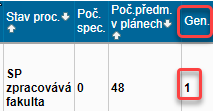 Stav proc.
Poč. spec.
Poč.předm. v plánech
Gen.
SP zpracovává fakulta
0
48
1